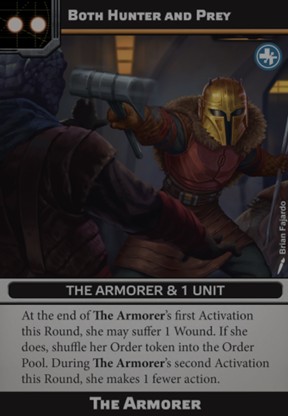 Both Hunter and Prey
Brian Fajardo
THE ARMORER & 1 UNIT
At the end of The Armorer's first Activation
this Round, she may suffer 1 Wound. If she
does, shuffle her Order token into the Order
Pool. During The Armorer's second Activation
this Round, she makes 1 fewer action.
The Armorer